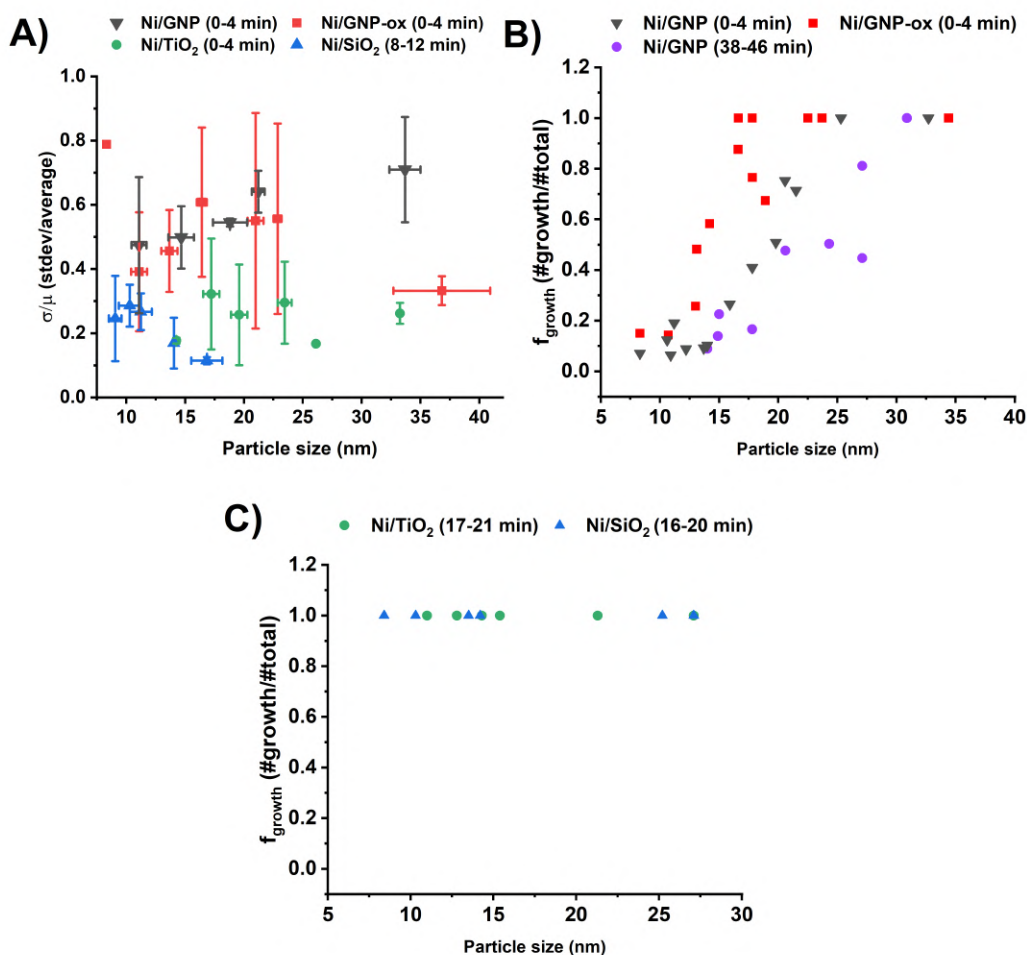 A)
Ni/GNP (0-4 min) Ni/GNP-ox (0-4 min)
Ni/TiO2 (0-4 min) Ni/SiO2 (8-12 min)
σ/μ (stdev/average)
1.0
0.8
0.6
0.4
0.2
0.0
10 15 20 25 30 35 40
Particle size (nm)
B)
Ni/GNP (0-4 min) Ni/GNP-ox (0-4 min)
Ni/GNP (38-46 min)
fgrowth (#growth/#total)
1.2
1.0
0.8
0.6
0.4
0.2
0.0
5 10 15 20 25 30 35 40
Particle size (nm)
C)
Ni/TiO2 (17-21 min) Ni/SiO2 (16-20 min)
fgrowth (#growth/#total)
1.2
1.0
0.8
0.6
0.4
0.2
0.0
5 10 15 20 25 30
Particle size (nm)